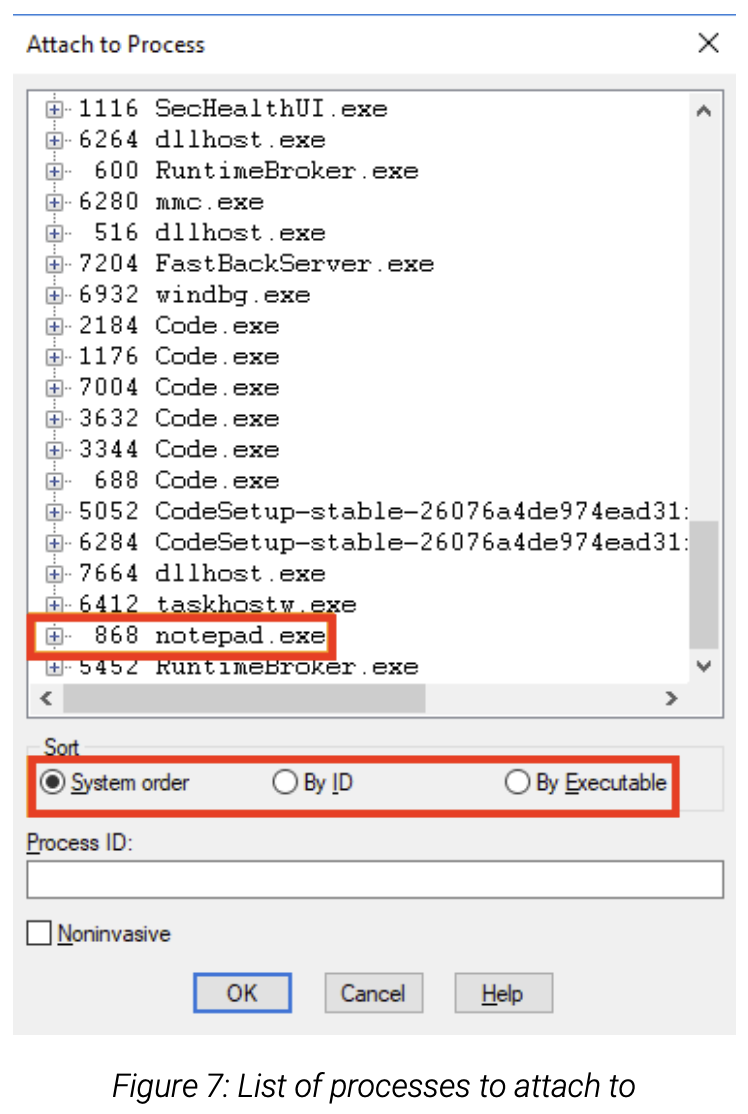 Attach to Process
1116 SecHealthUI.exe
6264 dllhost.exe
600 RuntimeBroker.exe
6280 mmc.exe
516 dllhost.exe
7204 FastBackServer.exe
6932 windbg.exe
2184 Code.exe
1176 Code.exe
7004 Code.exe
3632 Code.exe
3344 Code.exe
688 Code.exe
5052 CodeSetup-stable-26076a4de974ead31
6284 CodeSetup-stable-26076a4de974ead31
7664 dllhost.exe
6412 taskhostw.exe
868 notepad.exe
5452 RuntimeBroker.exe
Sort
System order By ID By Executable
Process ID:
Noninvasive
OK Cancel Help
Figure 7: List of processes to attach to